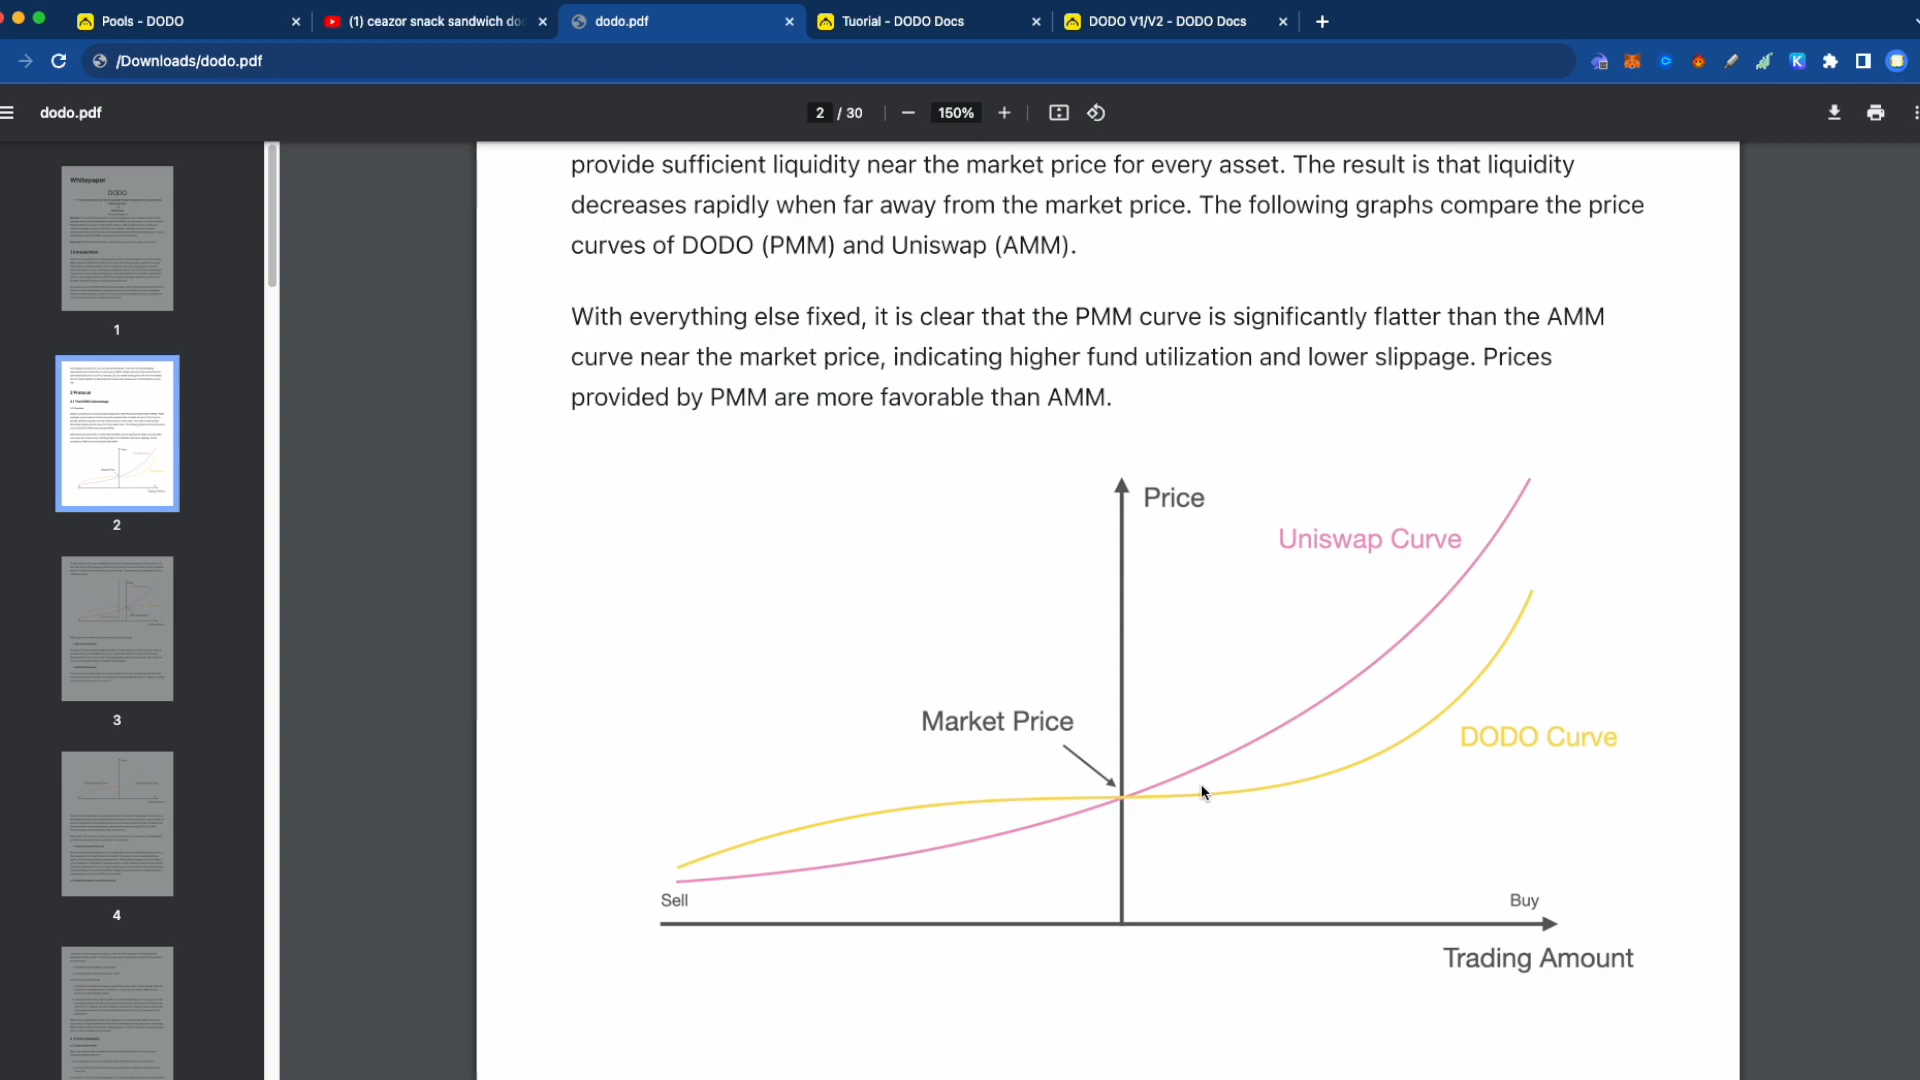 Pools - DODO
(1) ceazor snack sandwich do
dodo.pdf
Tuorial - DODO Docs
DODO V1/V2 - DODO Docs
/Downloads/dodo.pdf
dodo.pdf
2 / 30
150%
Whitepaper
DODO
1
2
3
4
provide sufficient liquidity near the market price for every asset. The result is that liquidity
decreases rapidly when far away from the market price. The following graphs compare the price
curves of DODO (PMM) and Uniswap (AMM).
With everything else fixed, it is clear that the PMM curve is significantly flatter than the AMM
curve near the market price, indicating higher fund utilization and lower slippage. Prices
provided by PMM are more favorable than AMM.
Price
Uniswap Curve
Market Price
DODO Curve
Sell
Buy
Trading Amount